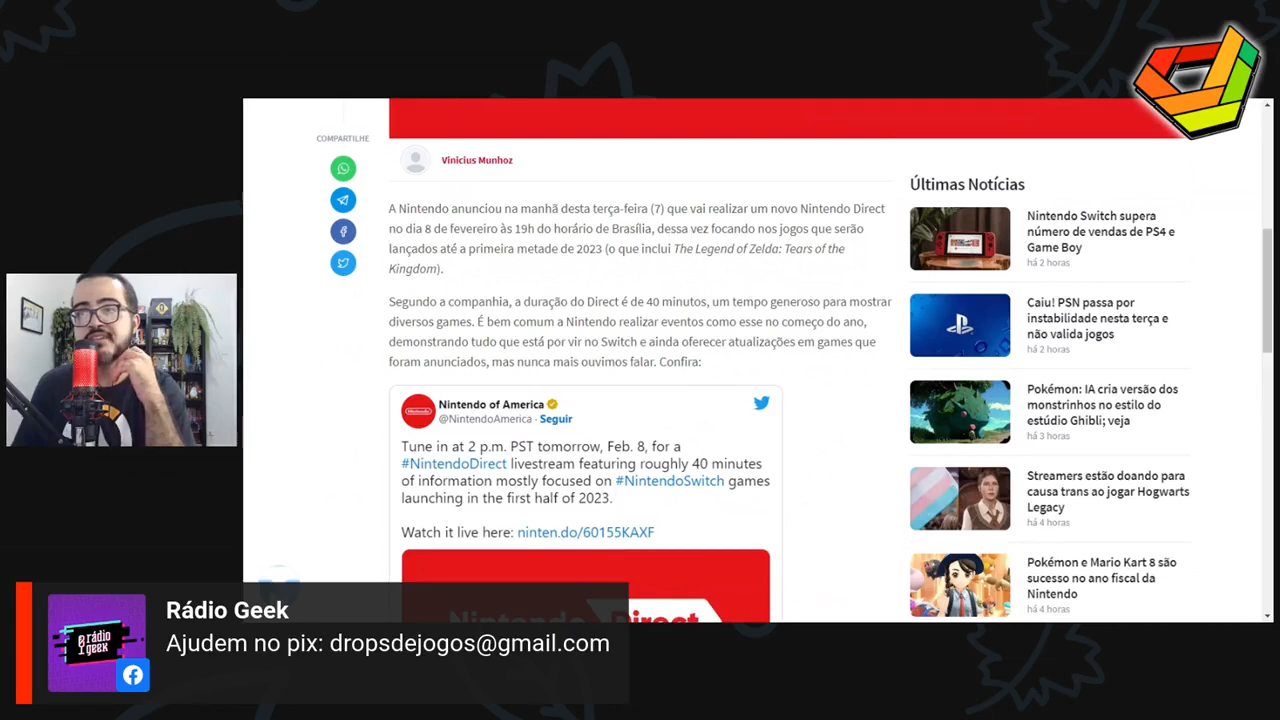 COMPARTILHE
Vinicius Munhoz
A Nintendo anunciou na manhã desta terça-feira (7) que vai realizar um novo Nintendo Direct
no dia 8 de fevereiro às 19h do horário de Brasília, dessa vez focando nos jogos que serão
lançados até a primeira metade de 2023 (o que inclui The Legend of Zelda: Tears of the
Kingdom).
Segundo a companhia, a duração do Direct é de 40 minutos, um tempo generoso para mostrar
diversos games. É bem comum a Nintendo realizar eventos como esse no começo do ano,
demonstrando tudo que está por vir no Switch e ainda oferecer atualizações em games que
foram anunciados, mas nunca mais ouvimos falar. Confira:
Nintendo of America
@NintendoAmerica · Seguir
Tune in at 2 p.m. PST tomorrow, Feb. 8, for a
#NintendoDirect livestream featuring roughly 40 minutes
of information mostly focused on #NintendoSwitch games
launching in the first half of 2023.
Watch it live here: ninten.do/60155KAXF
Nintendo Direct
Últimas Notícias
Nintendo Switch supera
número de vendas de PS4 e
Game Boy
há 2 horas
Caiu! PSN passa por
instabilidade nesta terça e
não valida jogos
há 2 horas
Pokémon: IA cria versão dos
monstrinhos no estilo do
estúdio Ghibli; veja
há 3 horas
Streamers estão doando para
causa trans ao jogar Hogwarts
Legacy
há 4 horas
Pokémon e Mario Kart 8 são
sucesso no ano fiscal da
Nintendo
há 4 horas
rádio
geek
Rádio Geek
Ajudem no pix: dropsdejogos@gmail.com